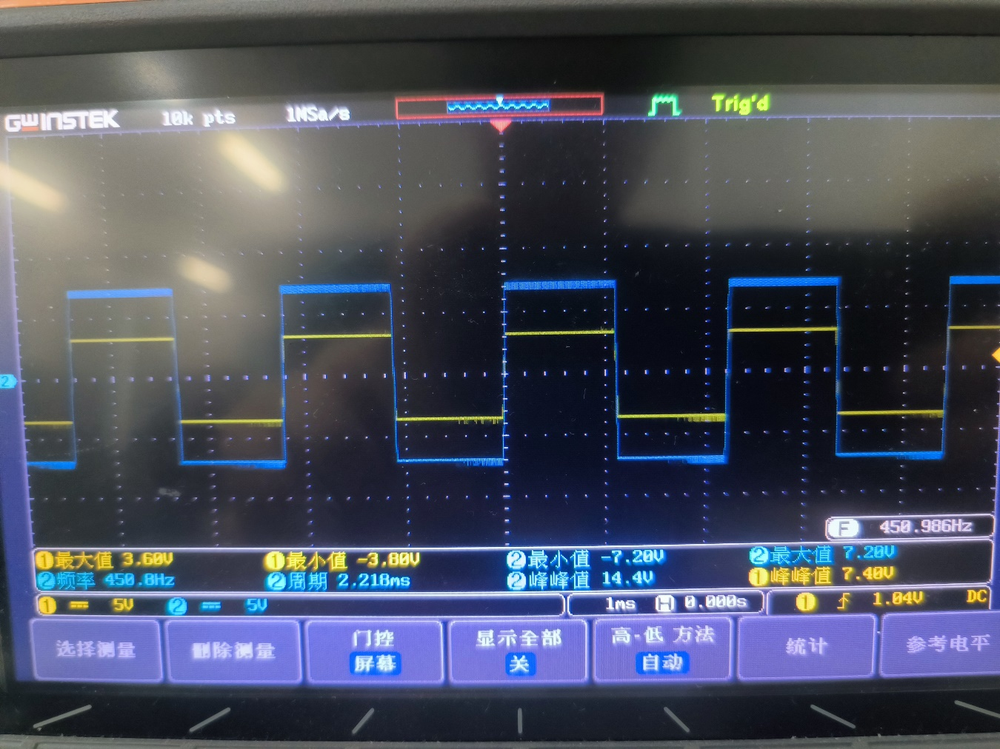 GWINSTEK 10k pts 1MSa/s Trig'd
2
F 450.986Hz
1 最大值 3.60V 1 最小值 -3.80V 2 最小值 -7.20V 2 最大值 7.20V
2 频率 450.8Hz 2 周期 2.218ms 2 峰峰值 14.4V 1 峰峰值 7.40V
1 5V 2 5V 1ms H 0.000s 1 1.04V DC
选择测量 删除测量 门控 显示全部 高-低 方法 统计 参考电平
屏幕 关 自动